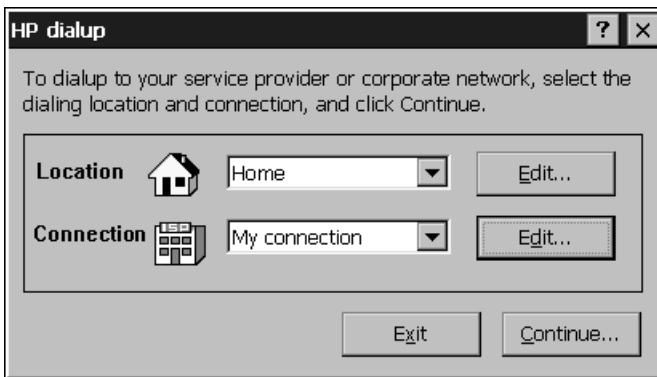 HP dialup ? ×
To dialup to your service provider or corporate network, select the
dialing location and connection, and click Continue.
Location Home Edit...
Connection ISP My connection Edit...
Exit Continue...